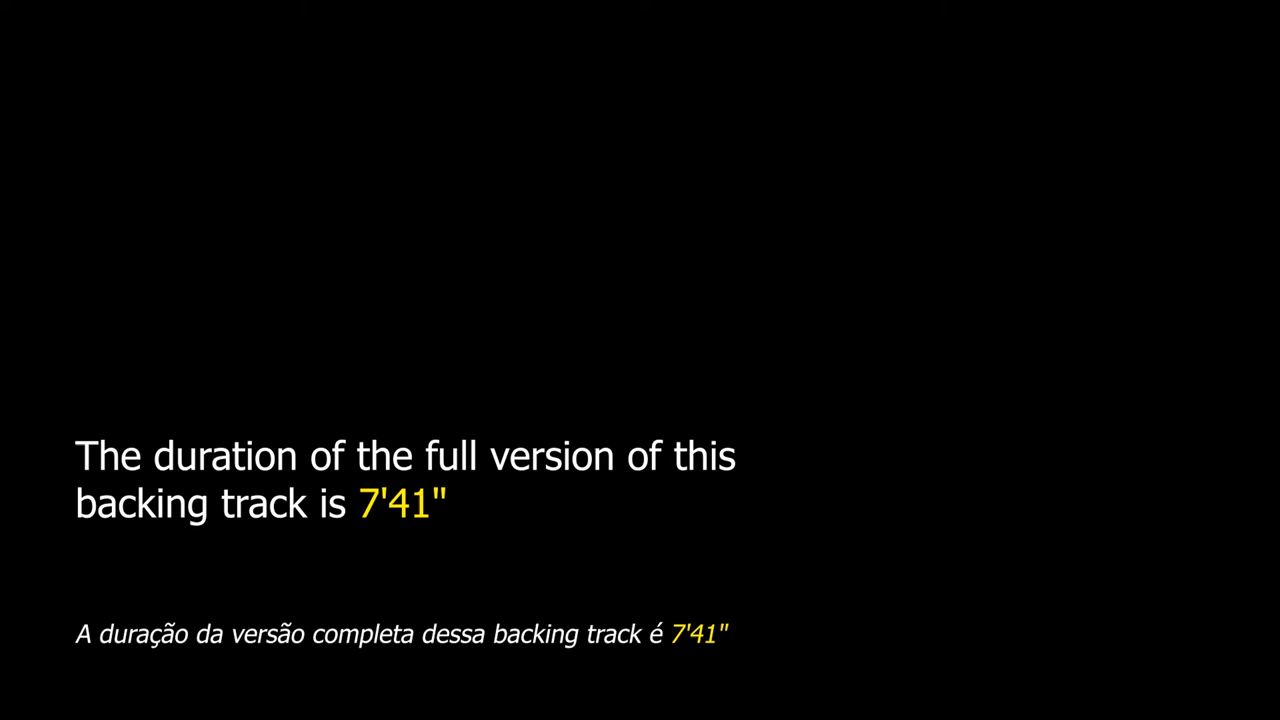 The duration of the full version of this
backing track is 7'41"
A duração da versão completa dessa backing track é 7'41"